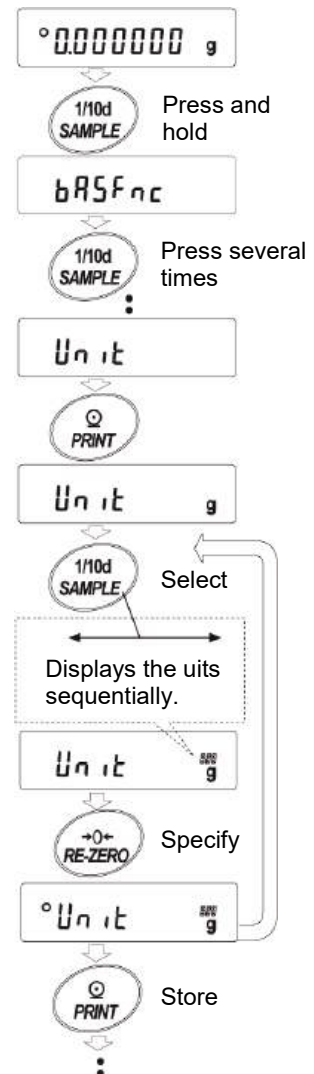 °0.000000 g
1/10d
SAMPLE
Press and
hold
bASFnc
1/10d
SAMPLE
Press several
times
Unit
PRINT
Unit g
1/10d
SAMPLE
Select
Displays the uits
sequentially.
Unit g
→0←
RE-ZERO
Specify
°Unit g
PRINT
Store